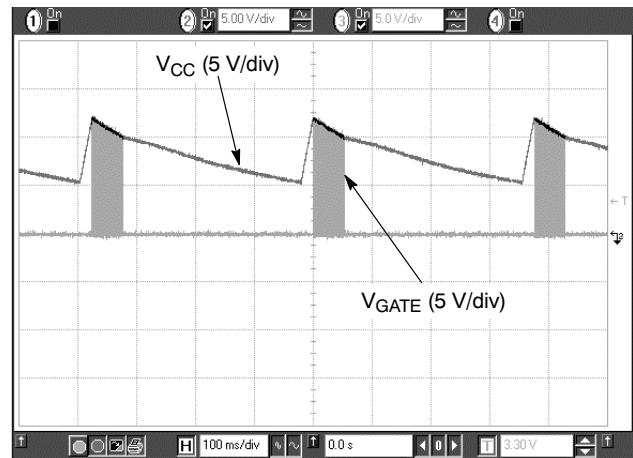 1 On 2 On 5.00 V/div 3 On 5.0 V/div 4 On
VCC (5 V/div)
T
VGATE (5 V/div)
H 100 ms/div 0.0 s 0 T 3.30 V